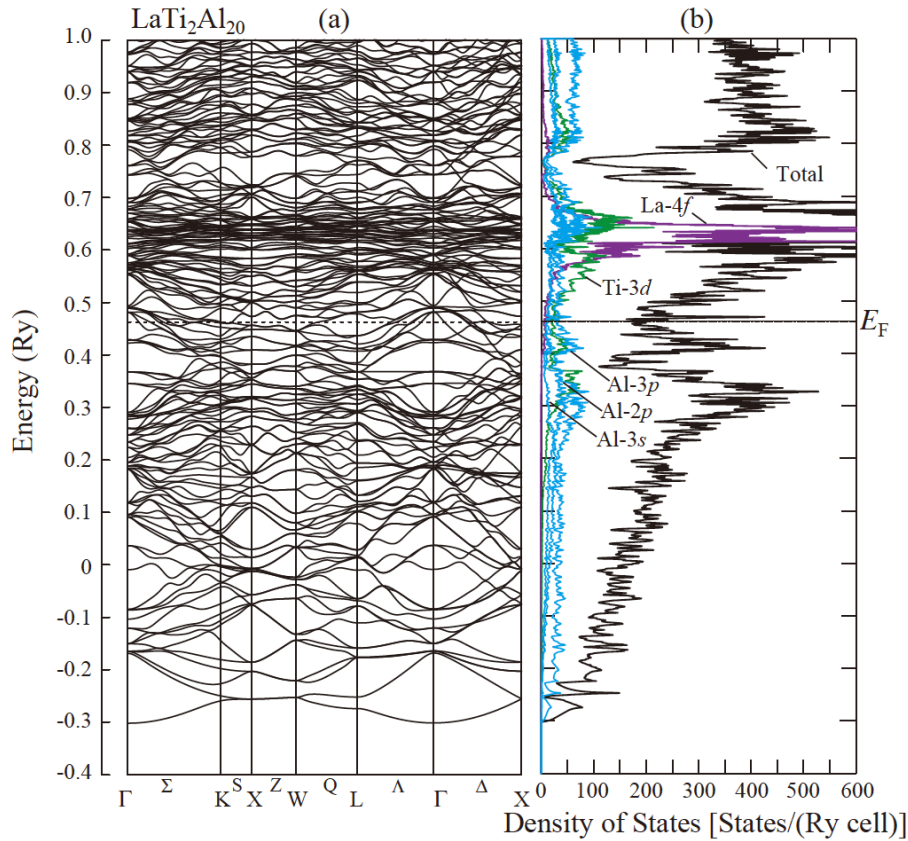 LaTi2Al20
(a)
(b)
Energy (Ry)
1.0
0.9
0.8
0.7
0.6
0.5
0.4
0.3
0.2
0.1
0
-0.1
-0.2
-0.3
-0.4
Γ Σ K S X Z W Q L Λ Γ Δ X
Total
La-4f
Ti-3d
EF
Al-3p
Al-2p
Al-3s
0 100 200 300 400 500 600
Density of States [States/(Ry cell)]